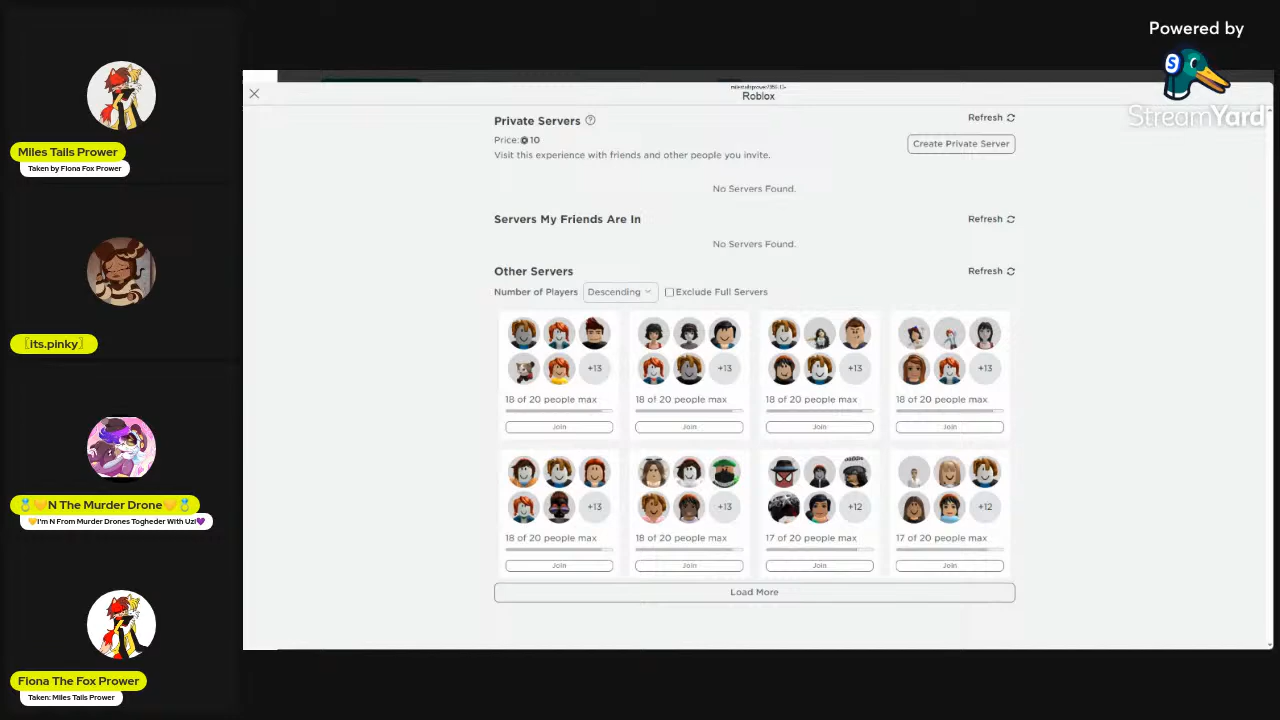 Powered by
StreamYard
Miles Tails Prower
Taken by Fiona Fox Prower
〖its.pinky〗
🏅💛N The Murder Drone💛🏅
💛I'm N From Murder Drones Togheder With Uzi💜
Fiona The Fox Prower
Taken: Miles Tails Prower
Roblox
Private Servers
Refresh
Price: 10
Create Private Server
Visit this experience with friends and other people you invite.
No Servers Found.
Servers My Friends Are In
Refresh
No Servers Found.
Other Servers
Refresh
Number of Players Descending Exclude Full Servers
+13 +13 +13 +13
18 of 20 people max 18 of 20 people max 18 of 20 people max 18 of 20 people max
Join Join Join Join
+13 +13 +12 +12
18 of 20 people max 18 of 20 people max 17 of 20 people max 17 of 20 people max
Join Join Join Join
Load More